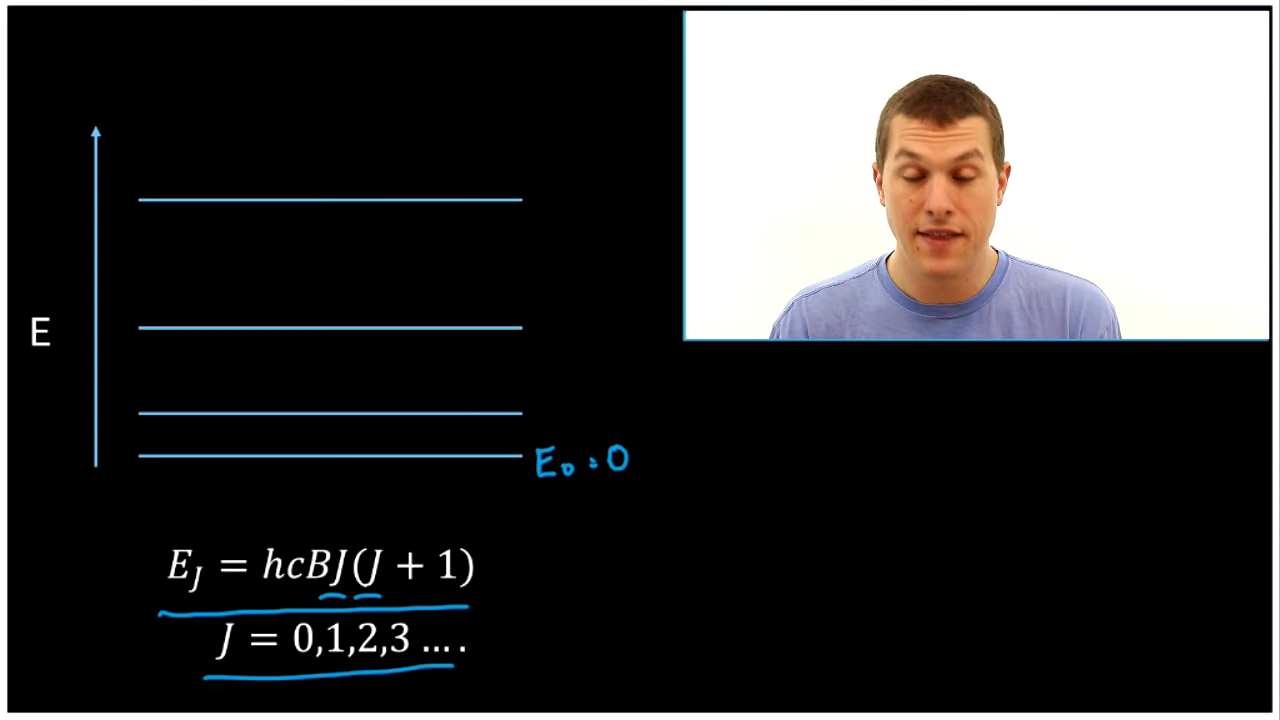 E
E₀ = 0
E_J = hcBJ(J + 1)
J = 0,1,2,3 ... .